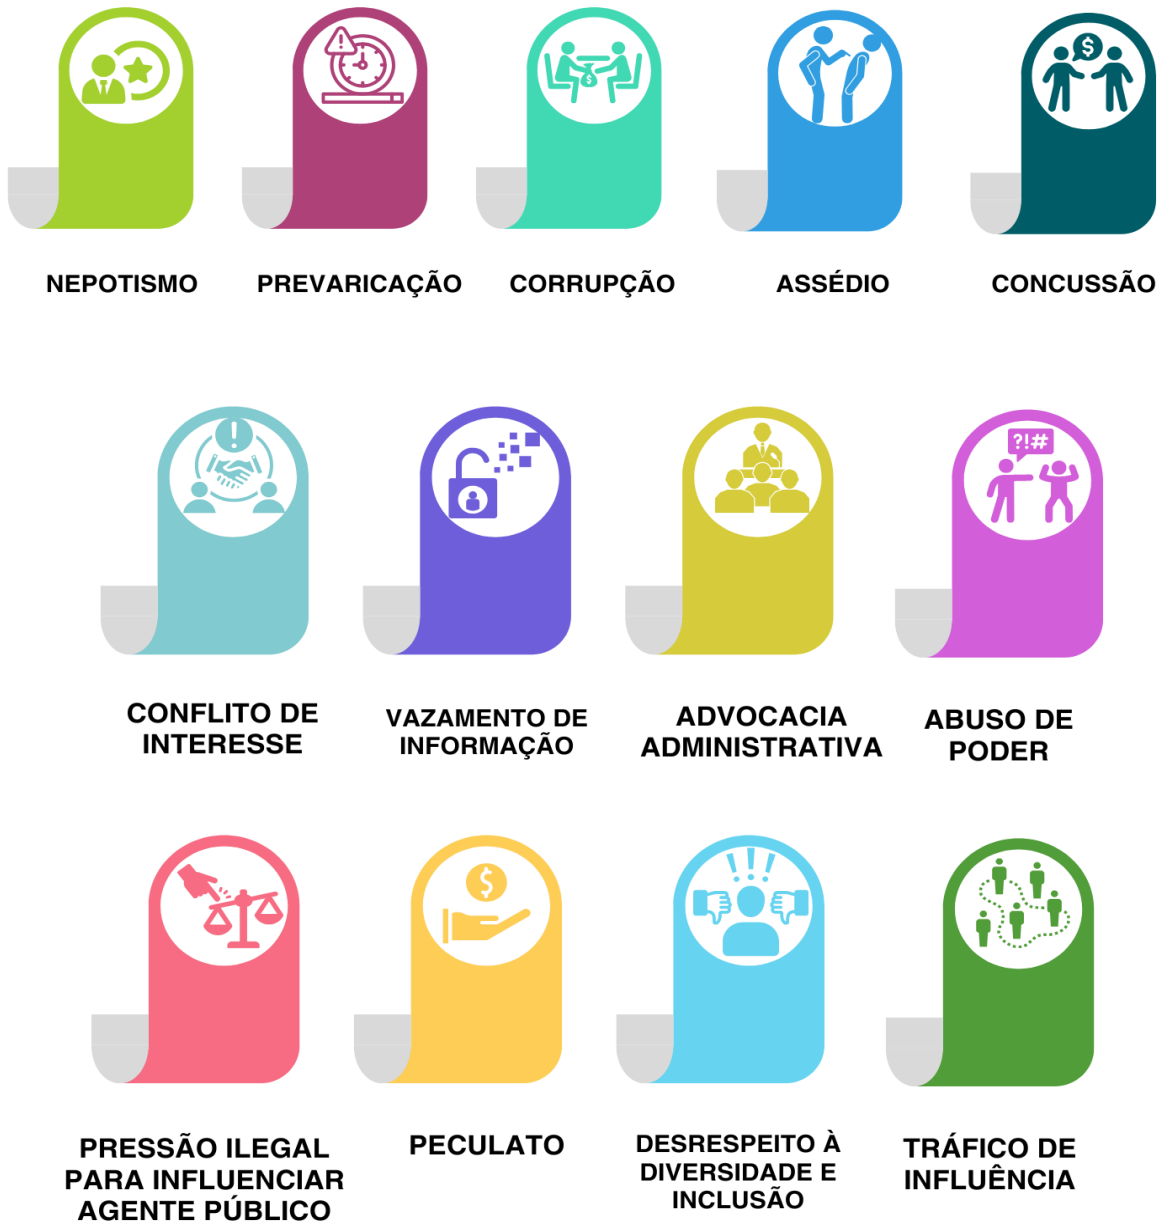 $
$
NEPOTISMO
PREVARICAÇÃO
CORRUPÇÃO
ASSÉDIO
CONCUSSÃO
!
?!#
CONFLITO DE
INTERESSE
VAZAMENTO DE
INFORMAÇÃO
ADVOCACIA
ADMINISTRATIVA
ABUSO DE
PODER
$
!!!
PRESSÃO ILEGAL
PARA INFLUENCIAR
AGENTE PÚBLICO
PECULATO
DESRESPEITO À
DIVERSIDADE E
INCLUSÃO
TRÁFICO DE
INFLUÊNCIA